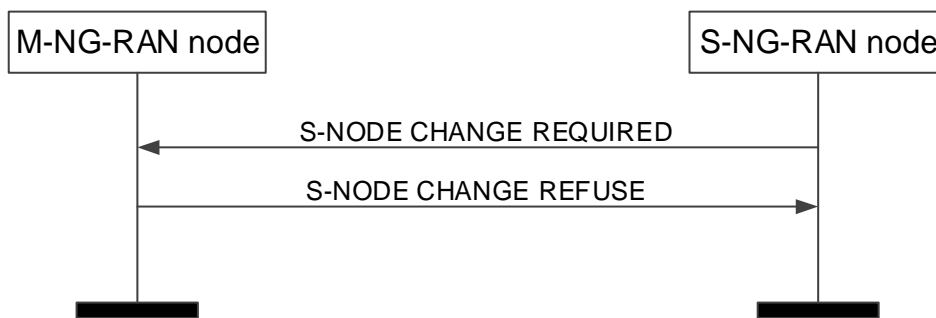 M-NG-RAN node
S-NG-RAN node
S-NODE CHANGE REQUIRED
S-NODE CHANGE REFUSE